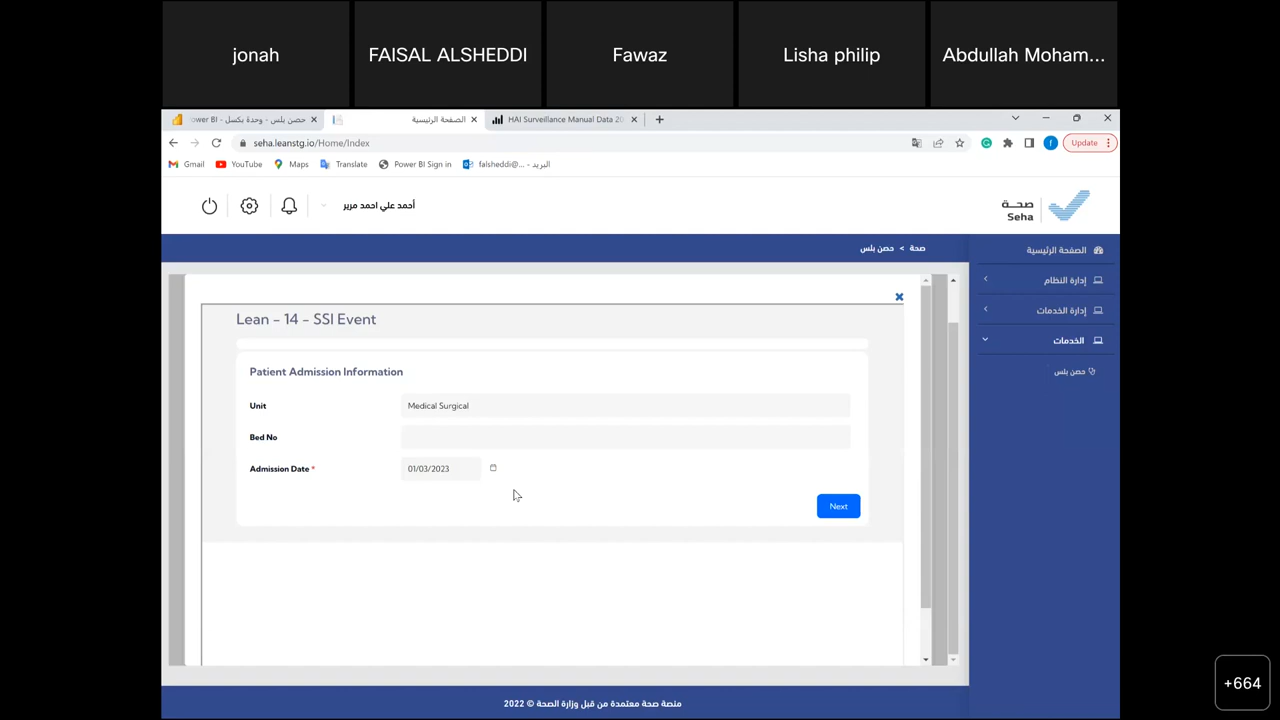 jonah
FAISAL ALSHEDDI
Fawaz
Lisha philip
Abdullah Moham...
ower BI - حصن بلس - وحدة بكسل
الصفحة الرئيسية
HAI Surveillance Manual Data 20
seha.leanstg.io/Home/Index
Update
Gmail
YouTube
Maps
Translate
Power BI Sign in
falsheddi@... - البريد
أحمد علي احمد مرير
صحة
Seha
صحة > حصن بلس
الصفحة الرئيسية
إدارة النظام
إدارة الخدمات
الخدمات
حصن بلس
Lean - 14 - SSI Event
Patient Admission Information
Unit
Medical Surgical
Bed No
Admission Date *
01/03/2023
Next
منصة صحة معتمدة من قبل وزارة الصحة © 2022
+664